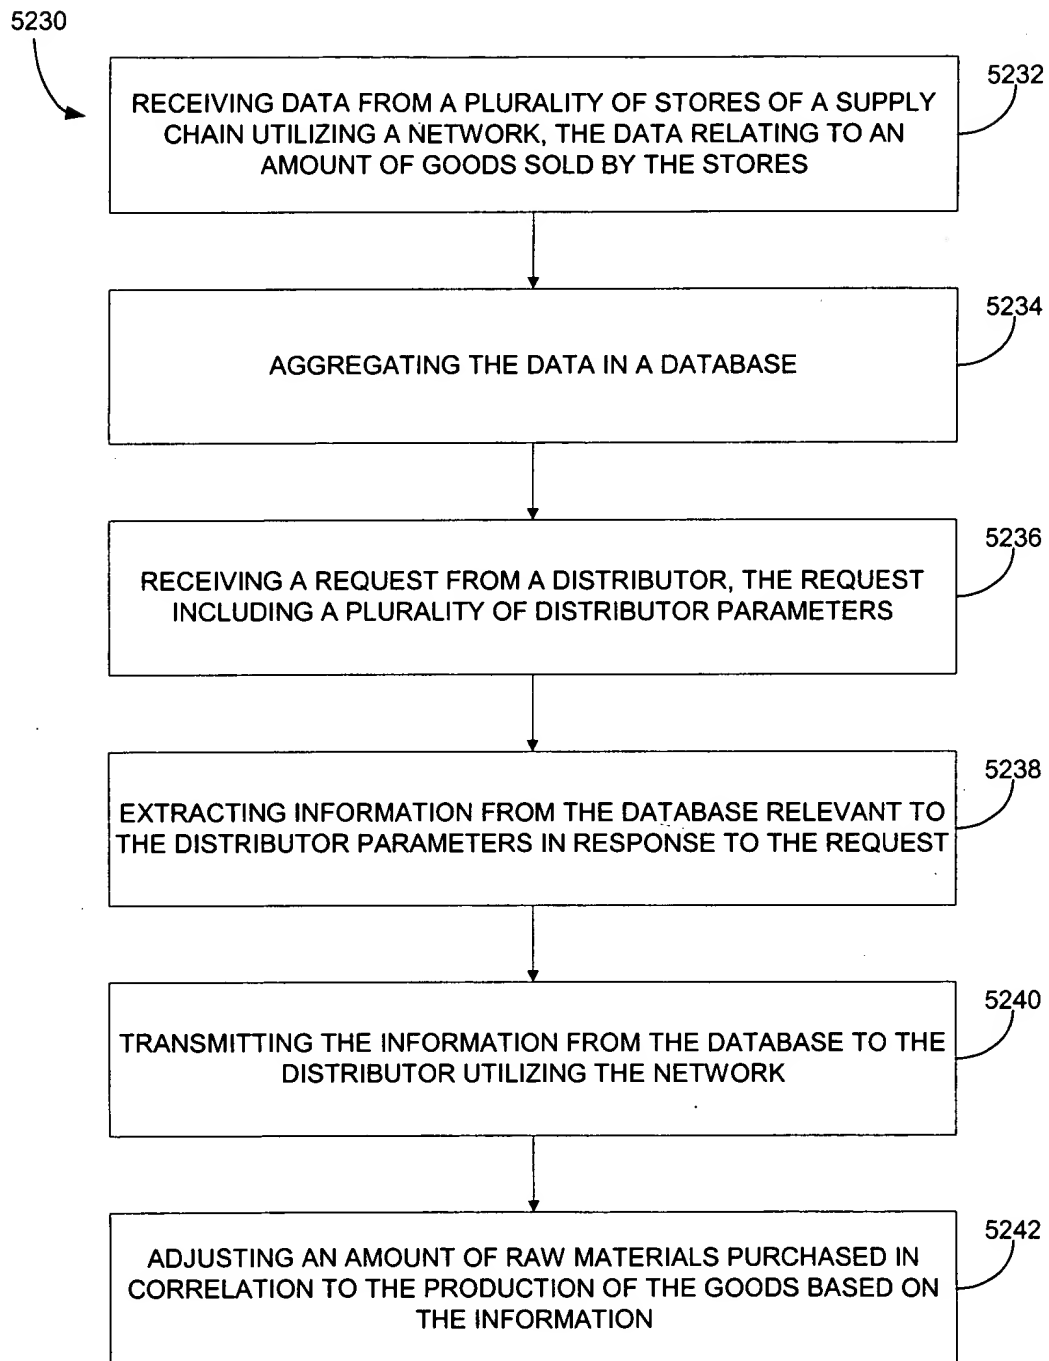 5230
5232
RECEIVING DATA FROM A PLURALITY OF STORES OF A SUPPLY
CHAIN UTILIZING A NETWORK, THE DATA RELATING TO AN
AMOUNT OF GOODS SOLD BY THE STORES
5234
AGGREGATING THE DATA IN A DATABASE
5236
RECEIVING A REQUEST FROM A DISTRIBUTOR, THE REQUEST
INCLUDING A PLURALITY OF DISTRIBUTOR PARAMETERS
5238
EXTRACTING INFORMATION FROM THE DATABASE RELEVANT TO
THE DISTRIBUTOR PARAMETERS IN RESPONSE TO THE REQUEST
5240
TRANSMITTING THE INFORMATION FROM THE DATABASE TO THE
DISTRIBUTOR UTILIZING THE NETWORK
5242
ADJUSTING AN AMOUNT OF RAW MATERIALS PURCHASED IN
CORRELATION TO THE PRODUCTION OF THE GOODS BASED ON
THE INFORMATION